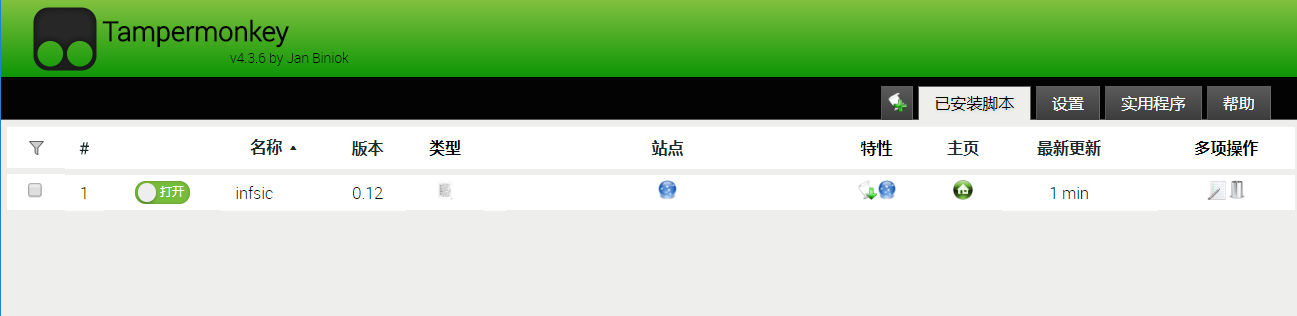 Tampermonkey
v4.3.6 by Jan Biniok
已安装脚本 设置 实用程序 帮助
# 名称 版本 类型 站点 特性 主页 最新更新 多项操作
1 打开 infsic 0.12 1 min